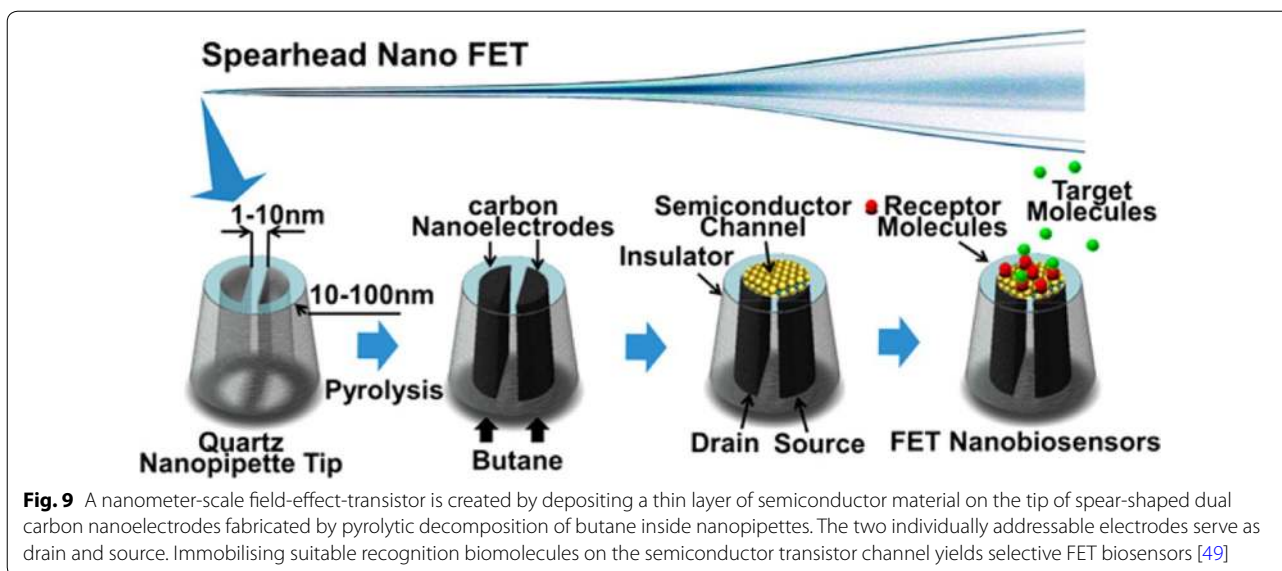 Spearhead Nano FET
1-10nm
10-100nm
Quartz
Nanopipette Tip
Pyrolysis
carbon
Nanoelectrodes
Butane
Semiconductor
Channel
Insulator
Drain Source
Receptor
Molecules
Target
Molecules
FET Nanobiosensors
Fig. 9 A nanometer-scale field-effect-transistor is created by depositing a thin layer of semiconductor material on the tip of spear-shaped dual
carbon nanoelectrodes fabricated by pyrolytic decomposition of butane inside nanopipettes. The two individually addressable electrodes serve as
drain and source. Immobilising suitable recognition biomolecules on the semiconductor transistor channel yields selective FET biosensors [49]